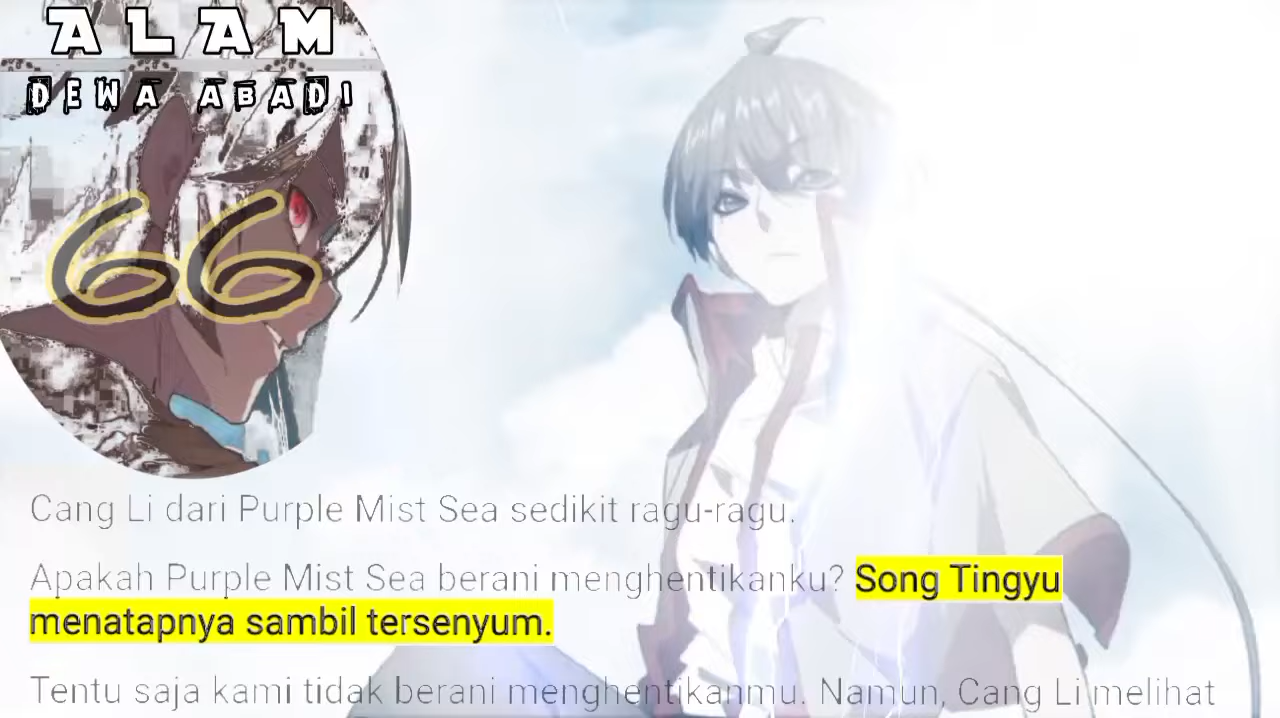 ALAM
DEWA ABADI
66
Cang Li dari Purple Mist Sea sedikit ragu-ragu.
Apakah Purple Mist Sea berani menghentikanku? Song Tingyu
menatapnya sambil tersenyum.
Tentu saja kami tidak berani menghentikanmu. Namun, Cang Li melihat